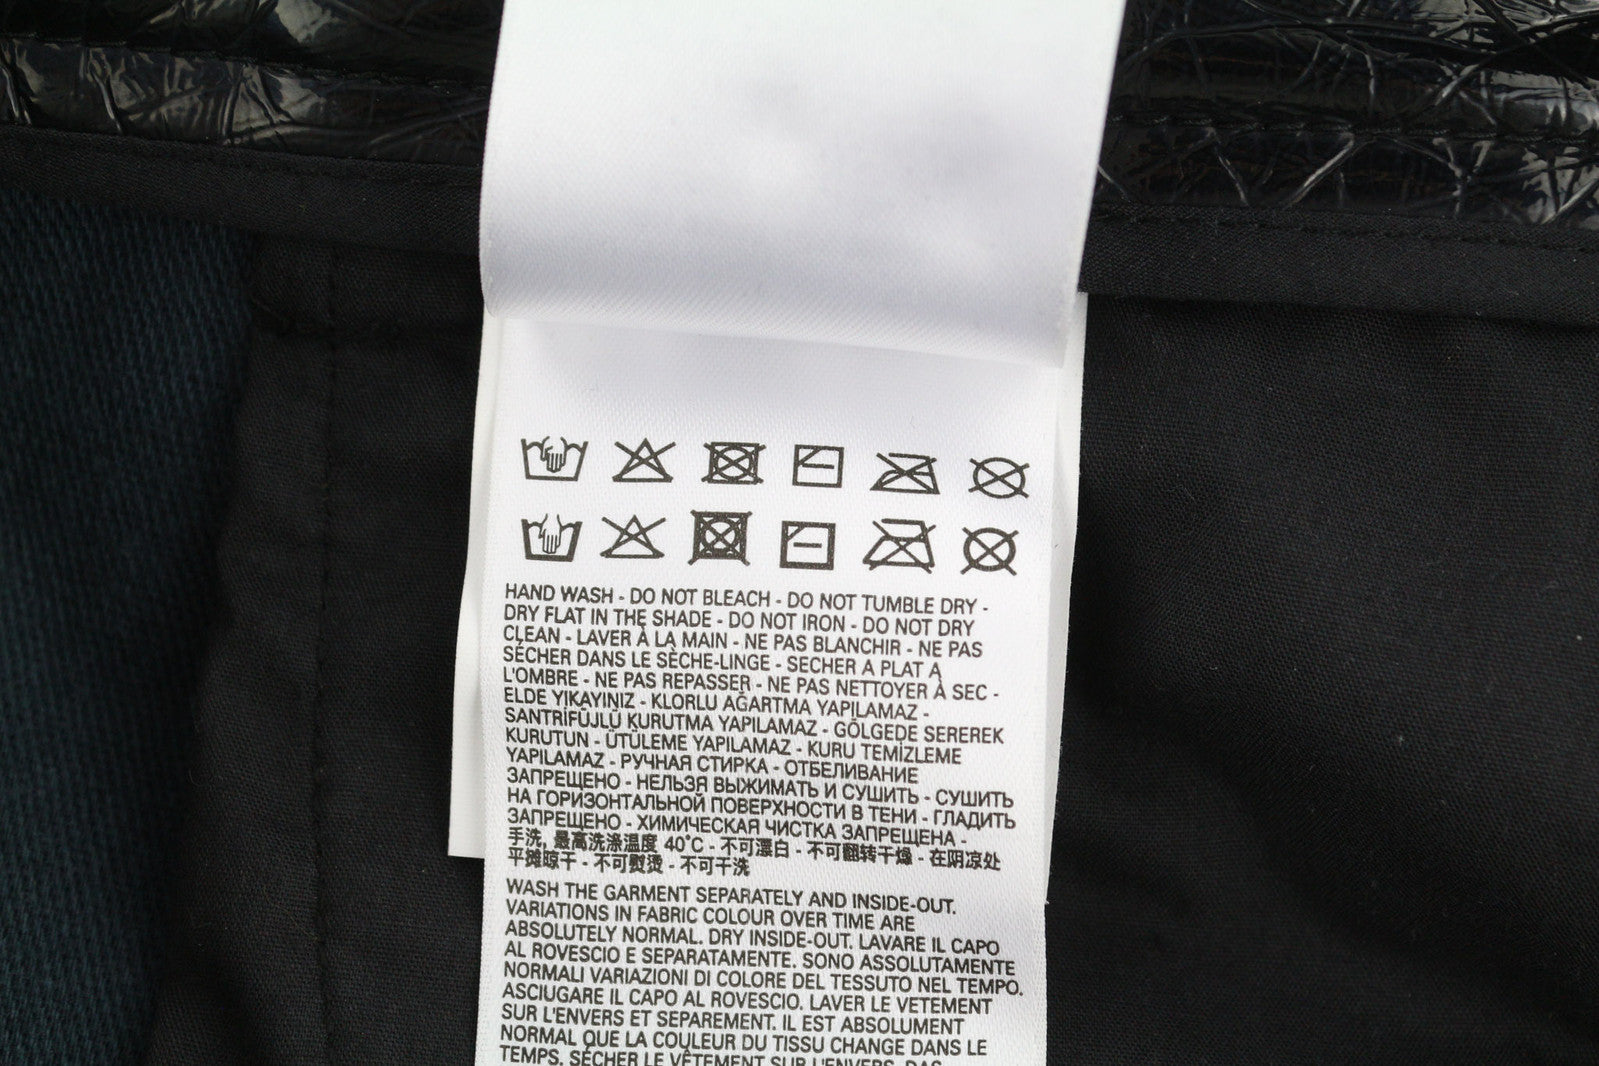 HAND WASH - DO NOT BLEACH - DO NOT TUMBLE DRY -
DRY FLAT IN THE SHADE - DO NOT IRON - DO NOT DRY
CLEAN - LAVER À LA MAIN - NE PAS BLANCHIR - NE PAS
SÉCHER DANS LE SÈCHE-LINGE - SECHER A PLAT A
L'OMBRE - NE PAS REPASSER - NE PAS NETTOYER À SEC -
ELDE YIKAYINIZ - KLORLU AĞARTMA YAPILAMAZ -
SANTRİFÜJLÜ KURUTMA YAPILAMAZ - GÖLGEDE SEREREK
KURUTUN - ÜTÜLEME YAPILAMAZ - KURU TEMİZLEME
YAPILAMAZ - РУЧНАЯ СТИРКА - ОТБЕЛИВАНИЕ
ЗАПРЕЩЕНО - НЕЛЬЗЯ ВЫЖИМАТЬ И СУШИТЬ - СУШИТЬ
НА ГОРИЗОНТАЛЬНОЙ ПОВЕРХНОСТИ В ТЕНИ - ГЛАДИТЬ
ЗАПРЕЩЕНО - ХИМИЧЕСКАЯ ЧИСТКА ЗАПРЕЩЕНА -
手洗, 最高洗涤温度 40°C - 不可漂白 - 不可翻转干燥 - 在阴凉处
平摊晾干 - 不可熨烫 - 不可干洗
WASH THE GARMENT SEPARATELY AND INSIDE-OUT.
VARIATIONS IN FABRIC COLOUR OVER TIME ARE
ABSOLUTELY NORMAL. DRY INSIDE-OUT. LAVARE IL CAPO
AL ROVESCIO E SEPARATAMENTE. SONO ASSOLUTAMENTE
NORMALI VARIAZIONI DI COLORE DEL TESSUTO NEL TEMPO.
ASCIUGARE IL CAPO AL ROVESCIO. LAVER LE VETEMENT
SUR L'ENVERS ET SEPAREMENT. IL EST ABSOLUMENT
NORMAL QUE LA COULEUR DU TISSU CHANGE DANS LE
TEMPS. SÉCHER LE VÊTEMENT SUR L'ENVERS. PAS